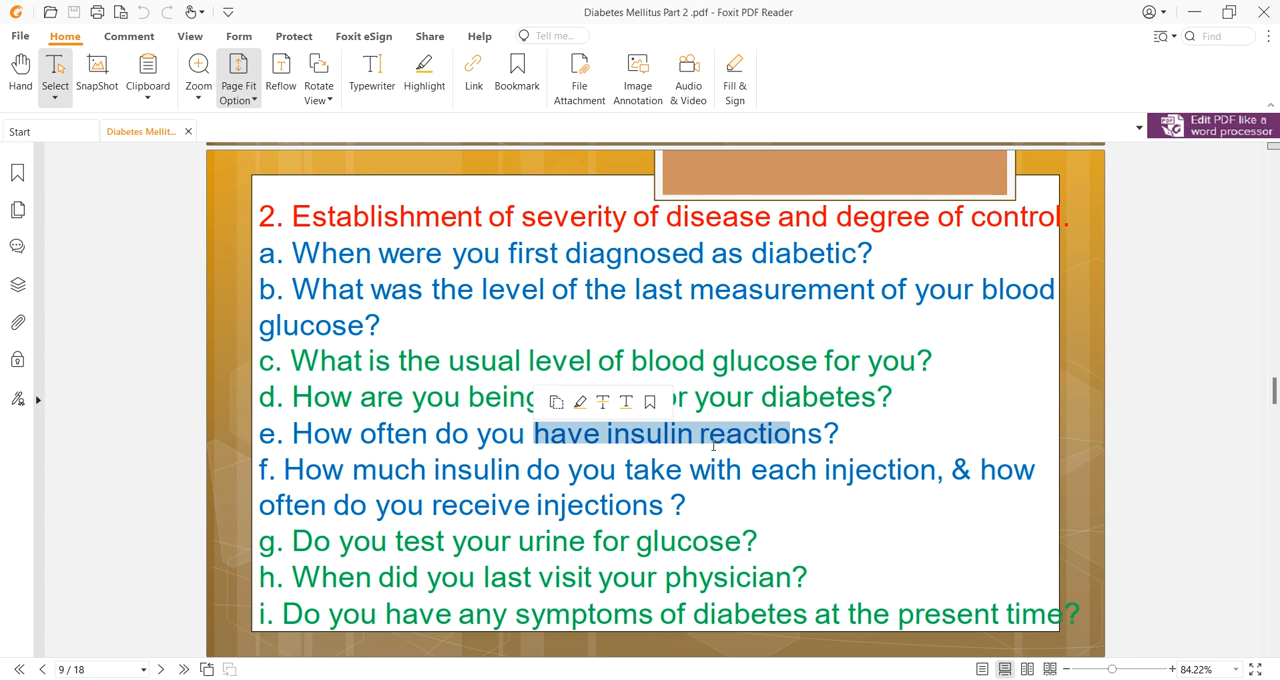 Diabetes Mellitus Part 2 .pdf - Foxit PDF Reader
File Home Comment View Form Protect Foxit eSign Share Help Tell me... Find
Hand Select SnapShot Clipboard Zoom Page Fit Option Reflow Rotate View Typewriter Highlight Link Bookmark File Attachment Image Annotation Audio & Video Fill & Sign
Start Diabetes Mellit... Edit PDF like a
word processor
2. Establishment of severity of disease and degree of control.
a. When were you first diagnosed as diabetic?
b. What was the level of the last measurement of your blood
glucose?
c. What is the usual level of blood glucose for you?
d. How are you being your diabetes?
e. How often do you have insulin reactions?
f. How much insulin do you take with each injection, & how
often do you receive injections ?
g. Do you test your urine for glucose?
h. When did you last visit your physician?
i. Do you have any symptoms of diabetes at the present time?
9 / 18 84.22%